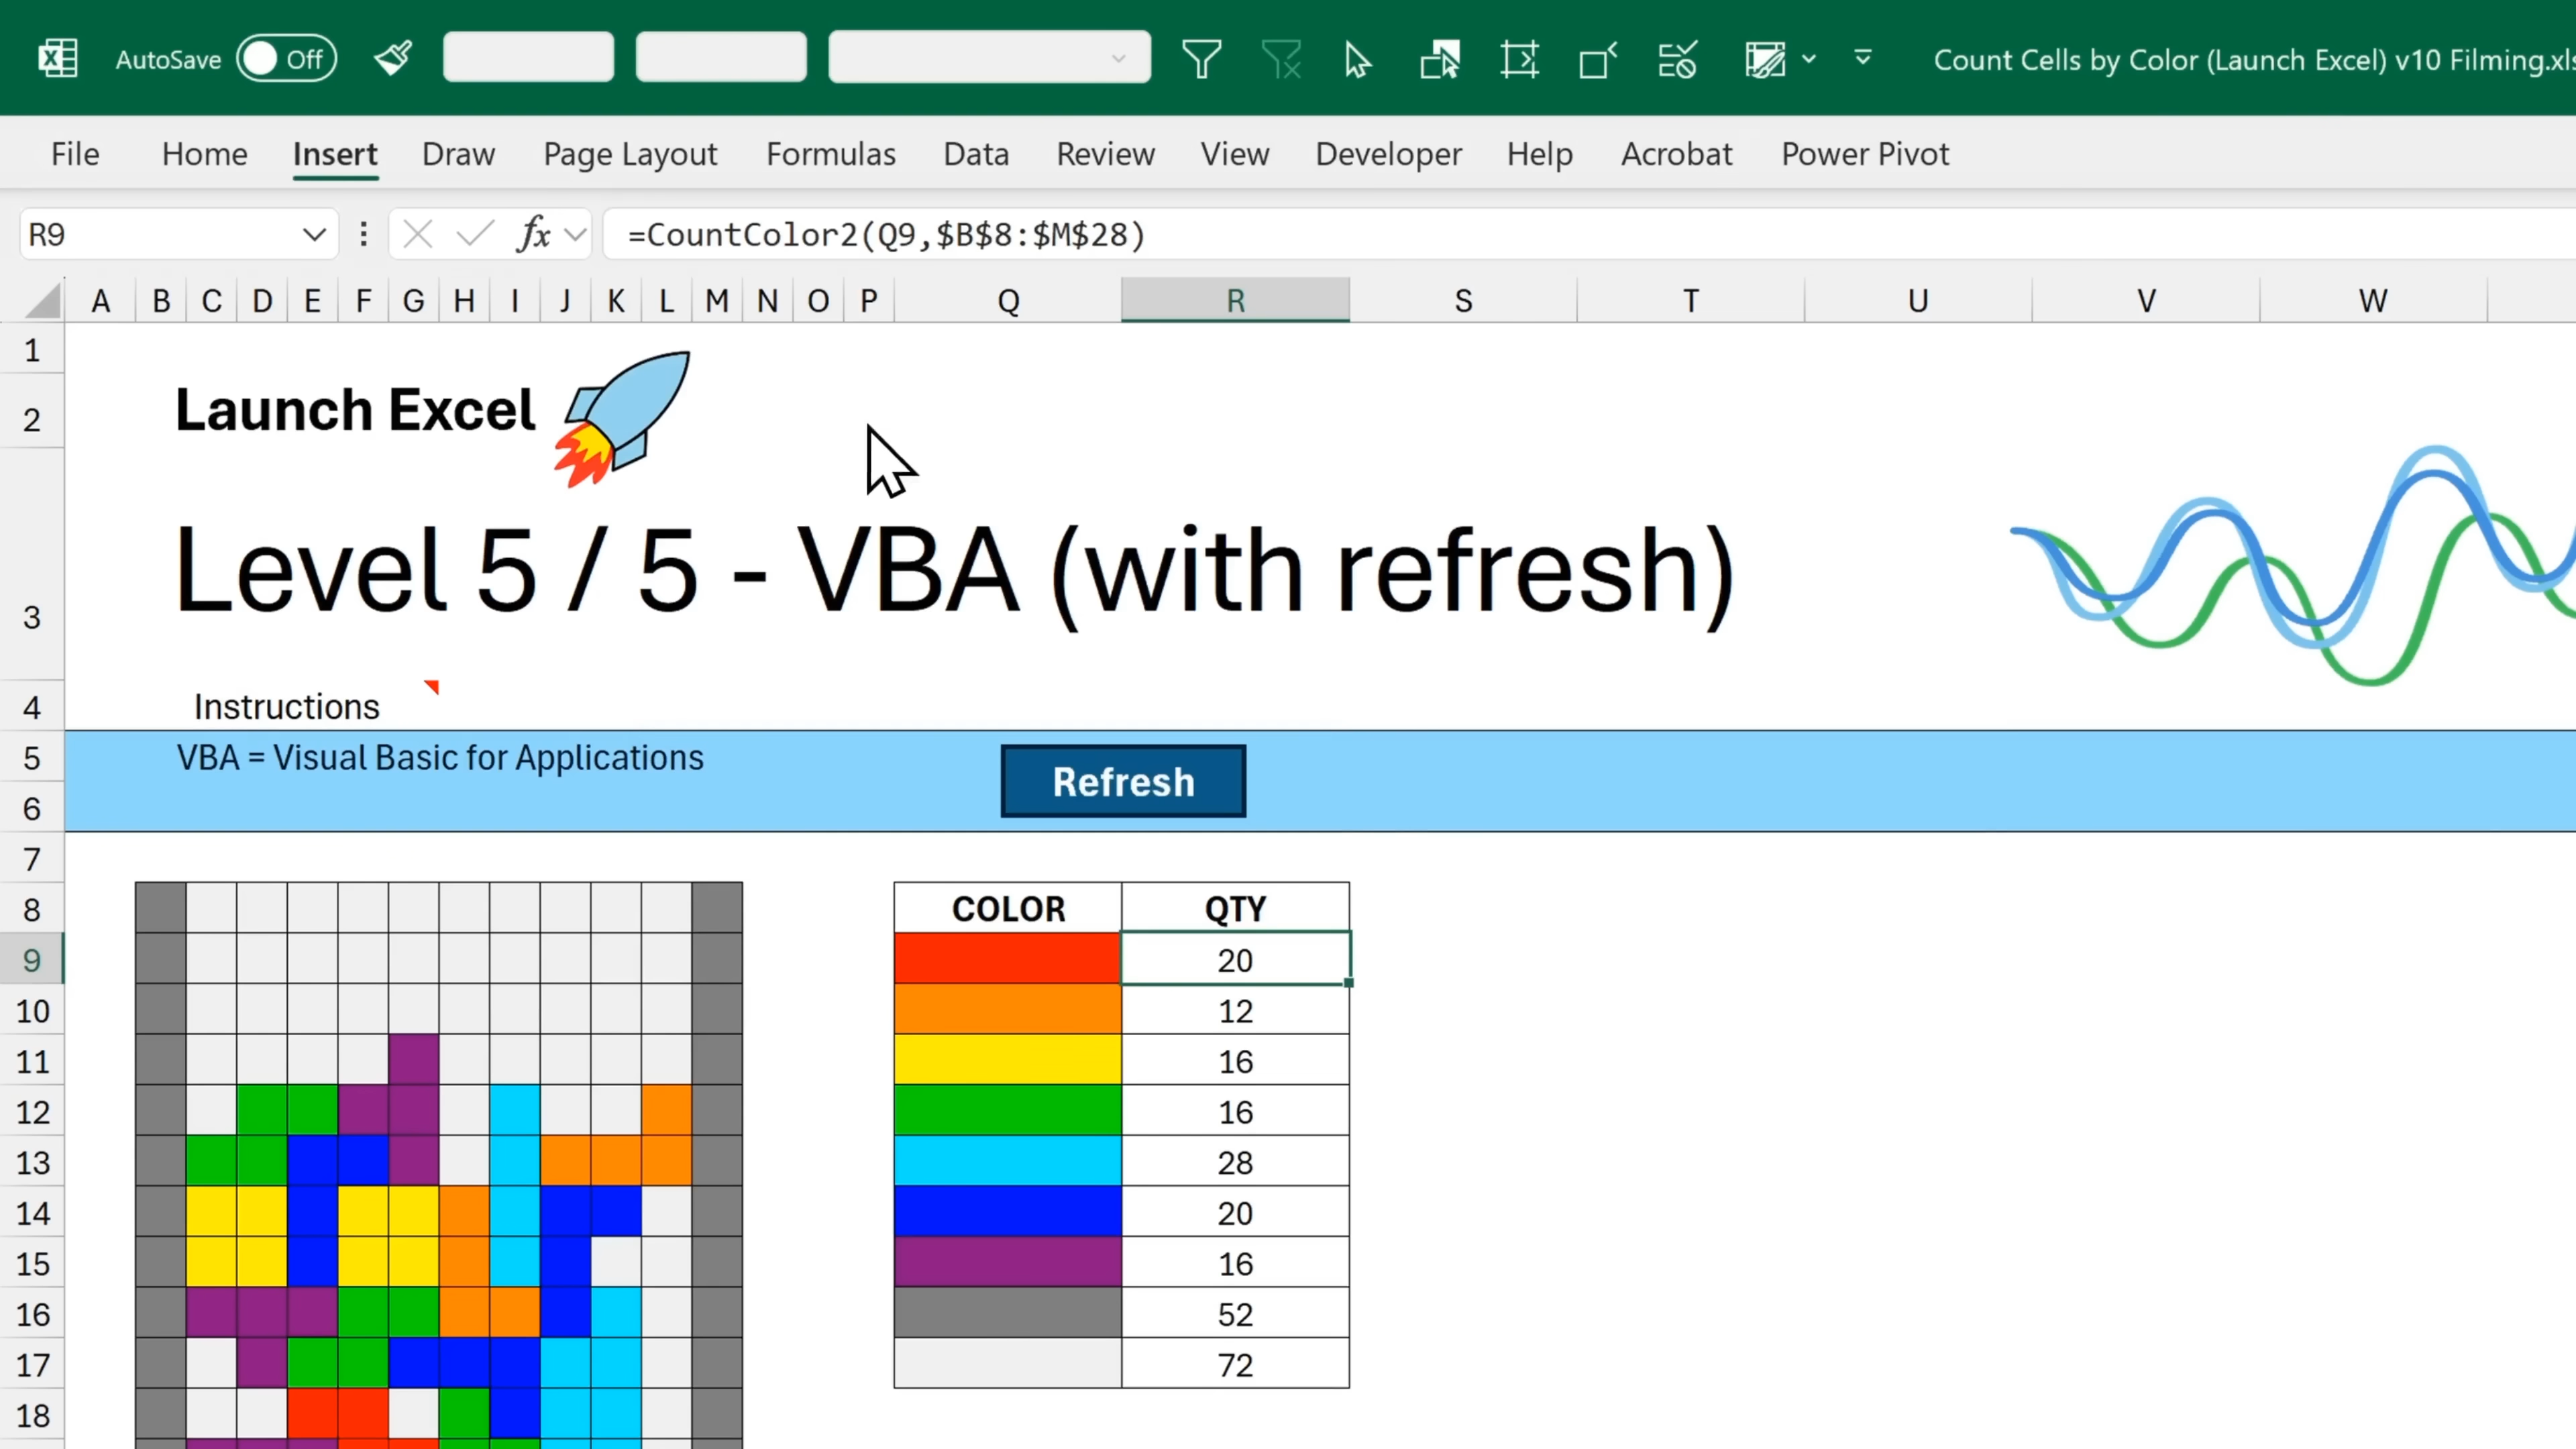 AutoSave Off Count Cells by Color (Launch Excel) v10 Filming.xls
File Home Insert Draw Page Layout Formulas Data Review View Developer Help Acrobat Power Pivot
R9 fx =CountColor2(Q9,$B$8:$M$28)
A B C D E F G H I J K L M N O P Q R S T U V W
1
2 Launch Excel
3 Level 5 / 5 - VBA (with refresh)
4 Instructions
5 VBA = Visual Basic for Applications
Refresh
6
7
8 COLOR QTY
9 20
10 12
11 16
12 16
13 28
14 20
15 16
16 52
17 72
18